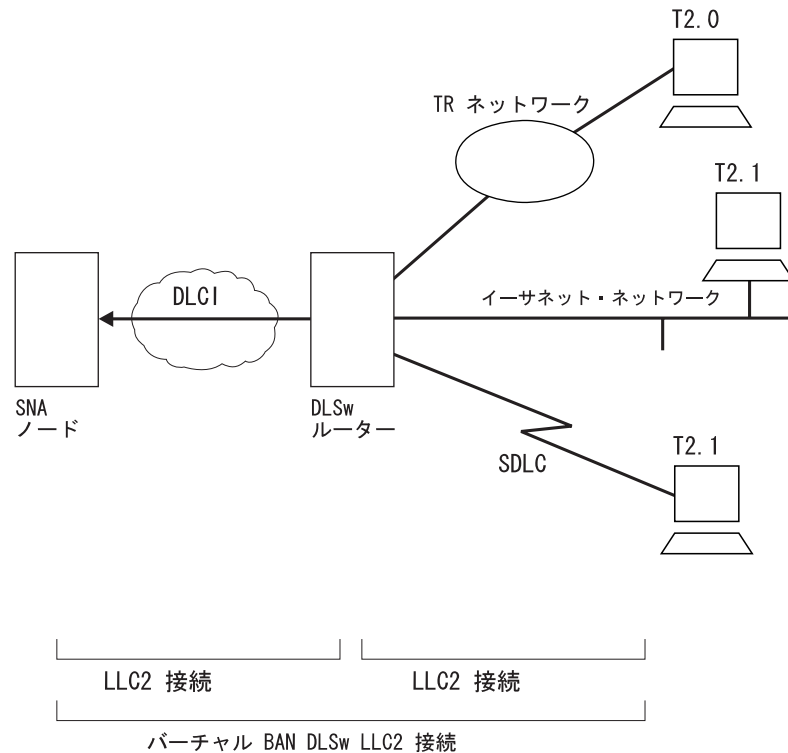 T2.0
TR ネットワーク
T2.1
DLCI
イーサネット・ネットワーク
SNA
ノード
DLSw
ルーター
T2.1
SDLC
LLC2 接続
LLC2 接続
バーチャル BAN DLSw LLC2 接続